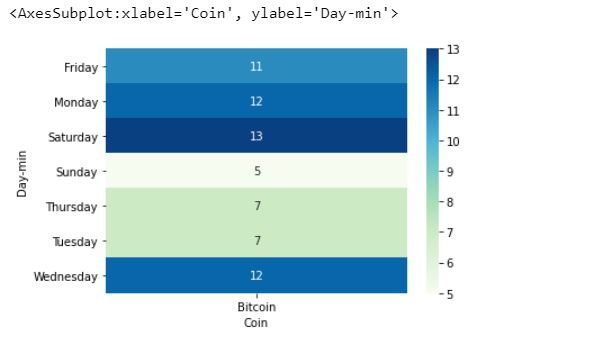 <AxesSubplot:xlabel='Coin', ylabel='Day-min'>
Day-min
Friday 11
Monday 12
Saturday 13
Sunday 5
Thursday 7
Tuesday 7
Wednesday 12
Bitcoin
Coin
13
12
11
10
9
8
7
6
5